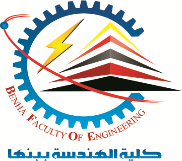 BENHA FACULTY OF ENGINEERING
كلية الهندسة ببنها